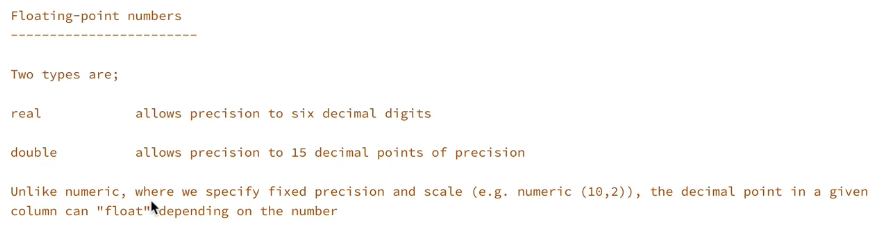 Floating-point numbers
------------------------
Two types are;
real allows precision to six decimal digits
double allows precision to 15 decimal points of precision
Unlike numeric, where we specify fixed precision and scale (e.g. numeric (10,2)), the decimal point in a given
column can "float" depending on the number